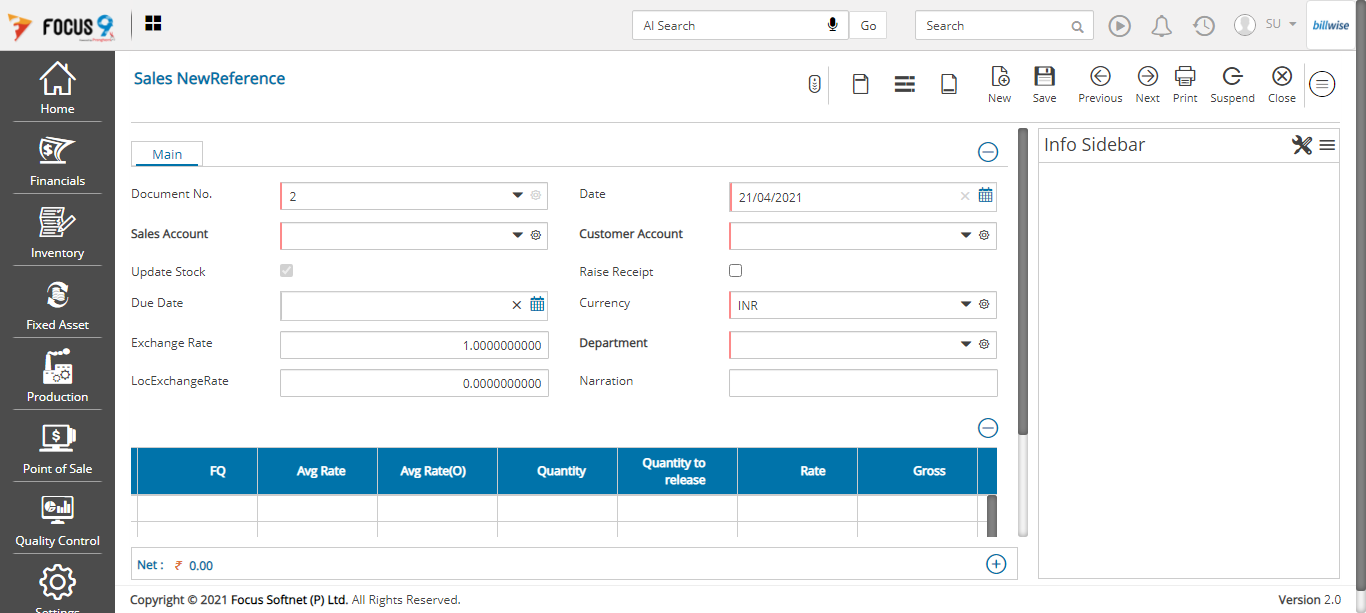 FOCUS 9
AI Search
Go
Search
SU
billwise
Home
Financials
Inventory
Fixed Asset
Production
Point of Sale
Quality Control
Settings
Sales NewReference
New
Save
Previous
Next
Print
Suspend
Close
Main
Document No.
2
Date
21/04/2021
Sales Account
Customer Account
Update Stock
Raise Receipt
Due Date
Currency
INR
Exchange Rate
1.0000000000
Department
LocExchangeRate
0.0000000000
Narration
FQ
Avg Rate
Avg Rate(O)
Quantity
Quantity to
release
Rate
Gross
Net : ₹ 0.00
Info Sidebar
Copyright © 2021 Focus Softnet (P) Ltd. All Rights Reserved.
Version 2.0